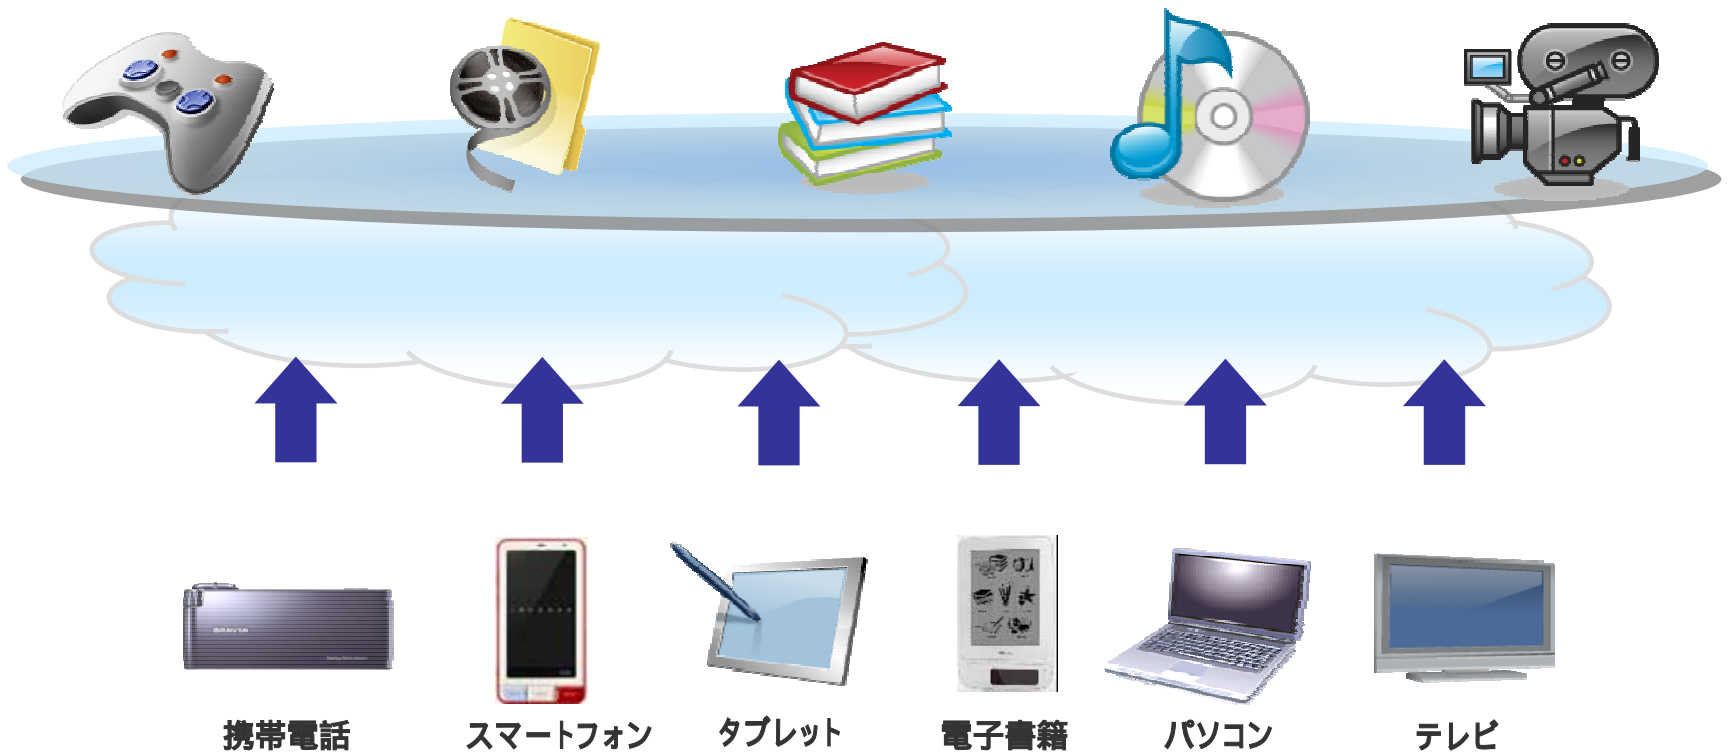 携帯電話
スマートフォン
タブレット
電子書籍
パソコン
テレビ